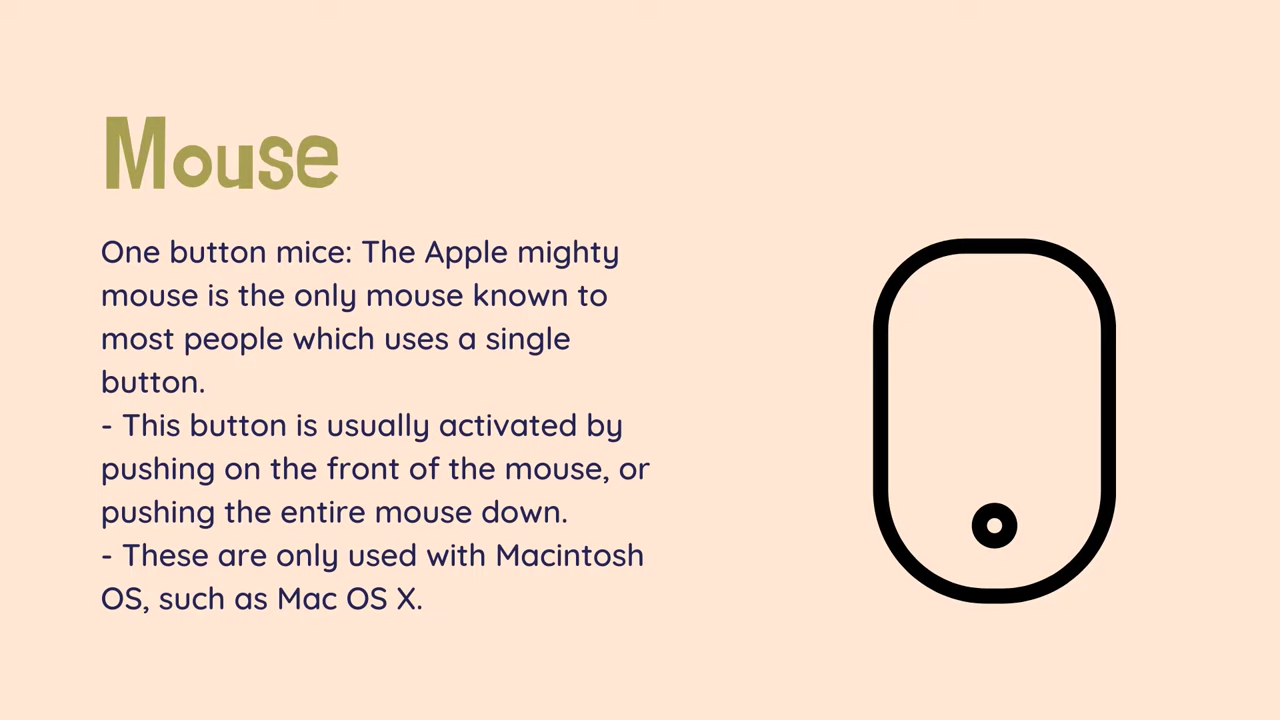 Mouse
One button mice: The Apple mighty
mouse is the only mouse known to
most people which uses a single
button.
- This button is usually activated by
pushing on the front of the mouse, or
pushing the entire mouse down.
- These are only used with Macintosh
OS, such as Mac OS X.